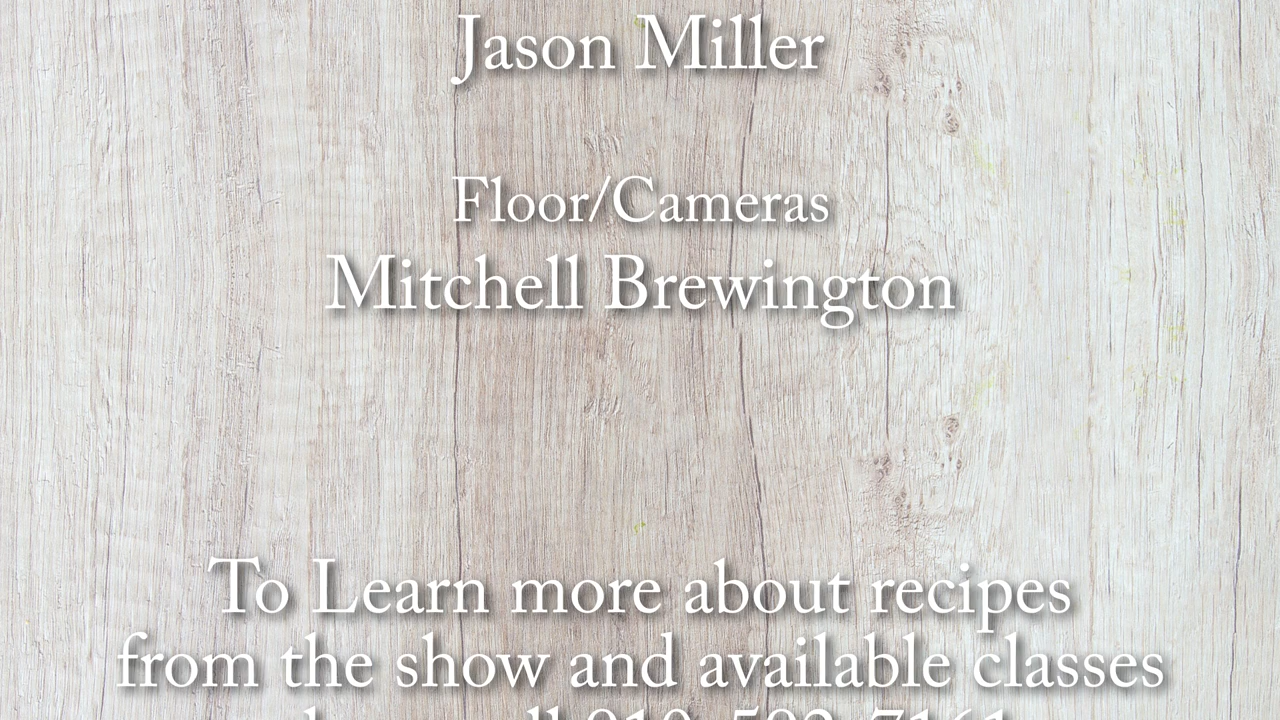 Jason Miller
Floor/Cameras
Mitchell Brewington
To Learn more about recipes
from the show and available classes